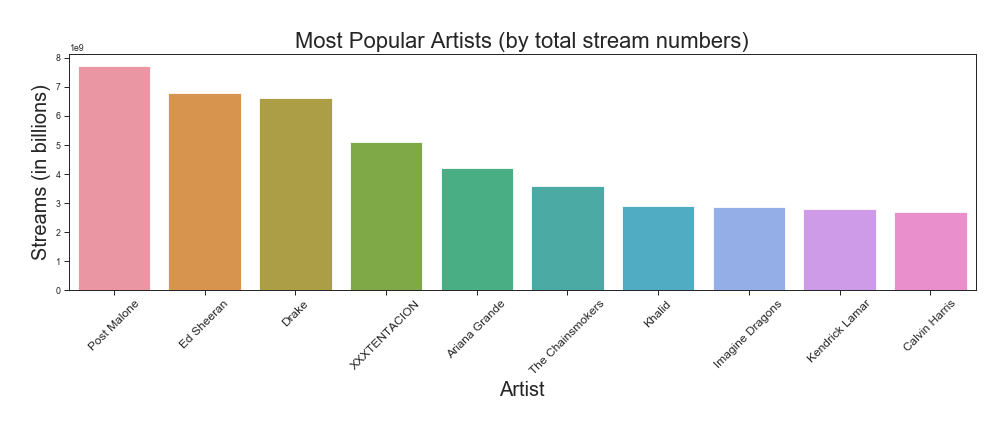 Most Popular Artists (by total stream numbers)
1e9
8
7
6
5
4
3
2
1
0
Streams (in billions)
Post Malone
Ed Sheeran
Drake
XXXTENTACION
Ariana Grande
The Chainsmokers
Khalid
Imagine Dragons
Kendrick Lamar
Calvin Harris
Artist